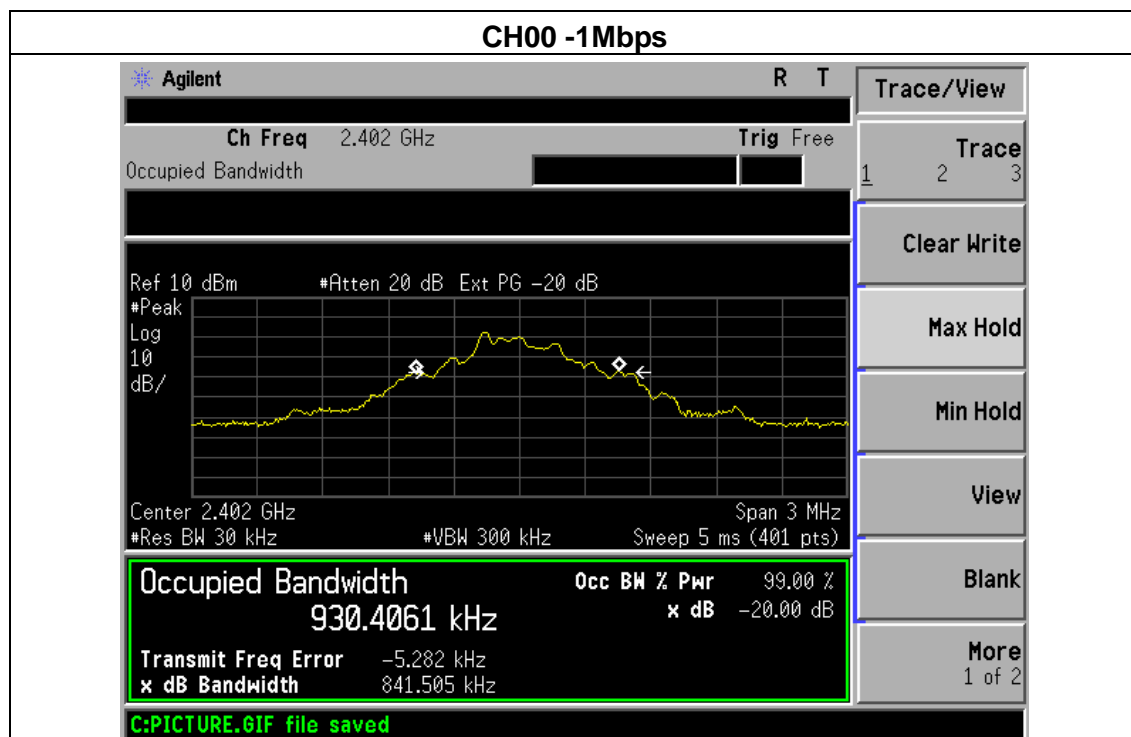 CH00 -1Mbps
Agilent R T
Trace/View
Ch Freq 2.402 GHz Trig Free
Occupied Bandwidth
Trace
1 2 3
Clear Write
Ref 10 dBm #Atten 20 dB Ext PG -20 dB
#Peak
Log
10
dB/
Max Hold
Min Hold
View
Center 2.402 GHz Span 3 MHz
#Res BW 30 kHz #VBW 300 kHz Sweep 5 ms (401 pts)
Occupied Bandwidth Occ BW % Pwr 99.00 %
930.4061 kHz x dB -20.00 dB
Blank
Transmit Freq Error -5.282 kHz
x dB Bandwidth 841.505 kHz
More
1 of 2
C:PICTURE.GIF file saved